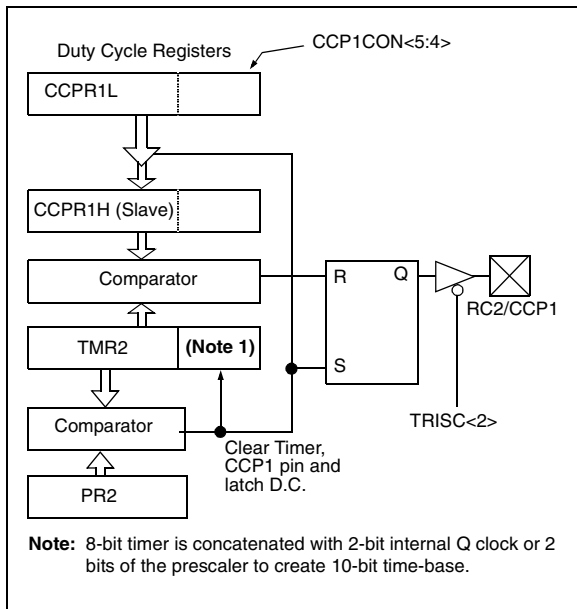 Duty Cycle Registers
CCP1CON<5:4>
CCPR1L
CCPR1H (Slave)
Comparator
R
Q
RC2/CCP1
TMR2
(Note 1)
S
TRISC<2>
Comparator
Clear Timer,
CCP1 pin and
latch D.C.
PR2
Note: 8-bit timer is concatenated with 2-bit internal Q clock or 2
bits of the prescaler to create 10-bit time-base.